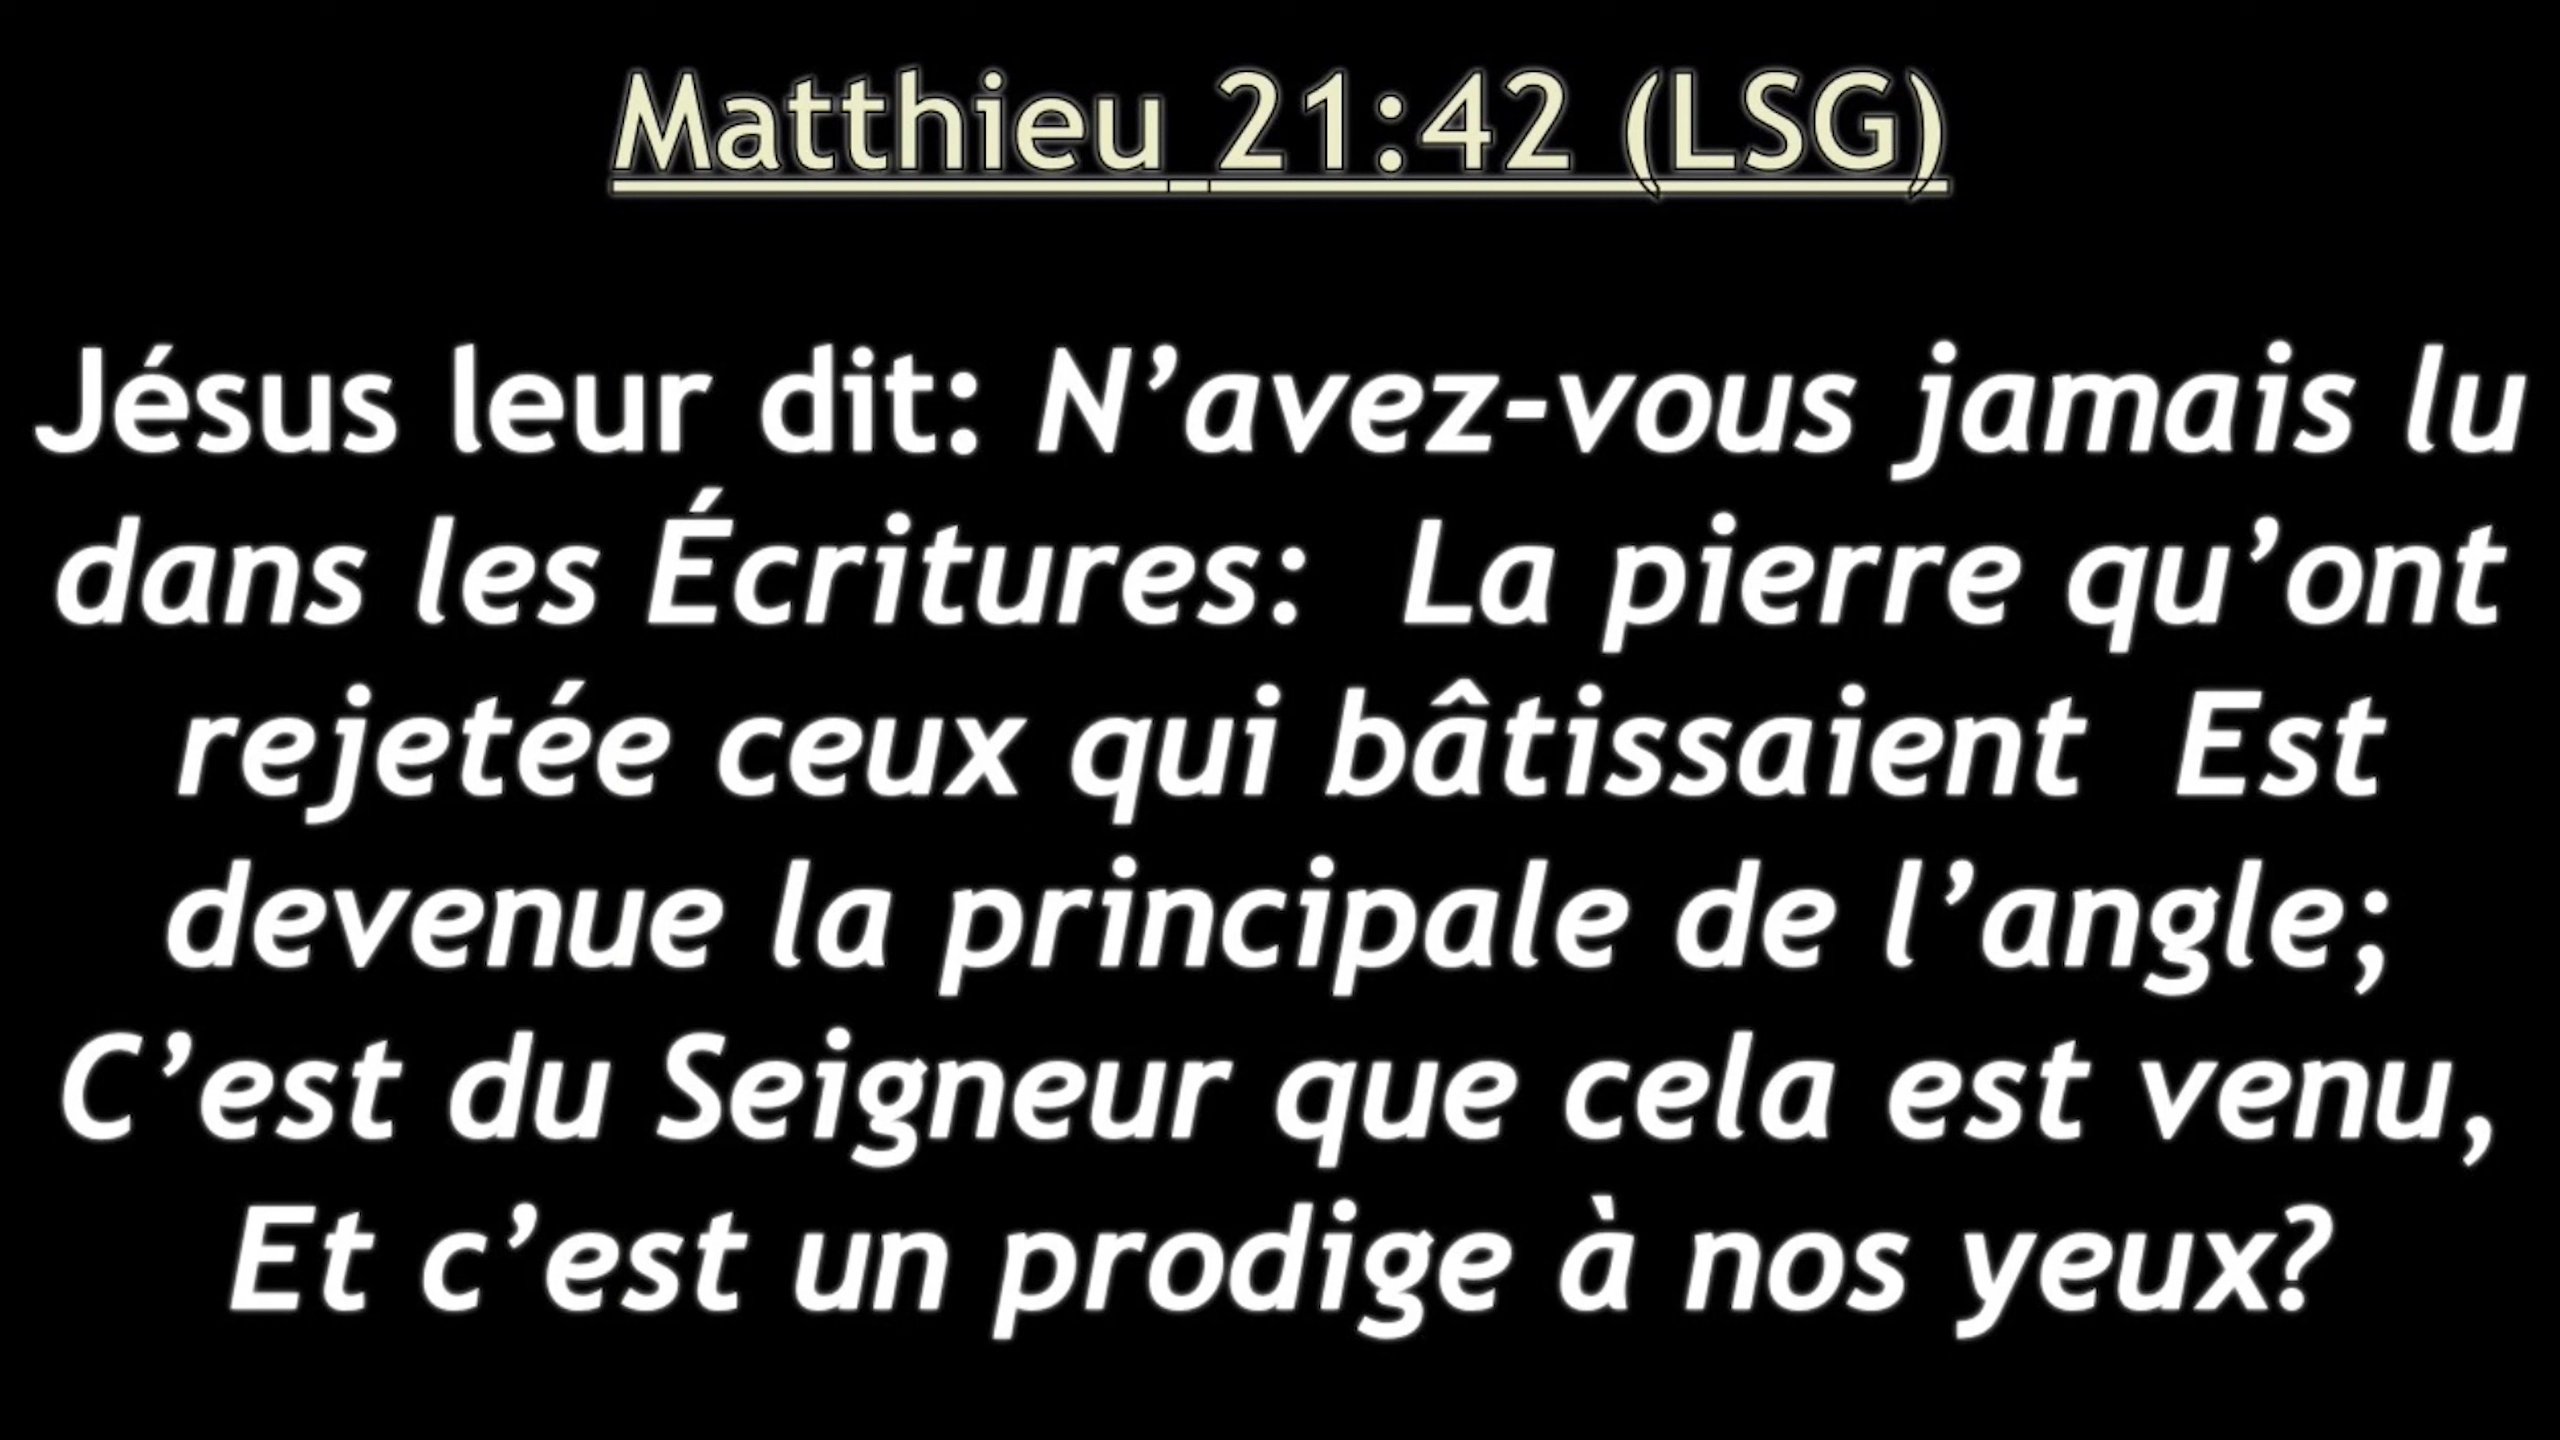 Matthieu 21:42 (LSG)
Jésus leur dit: N’avez-vous jamais lu
dans les Écritures:  La pierre qu’ont
rejetée ceux qui bâtissaient  Est
devenue la principale de l’angle;
C’est du Seigneur que cela est venu,
Et c’est un prodige à nos yeux?